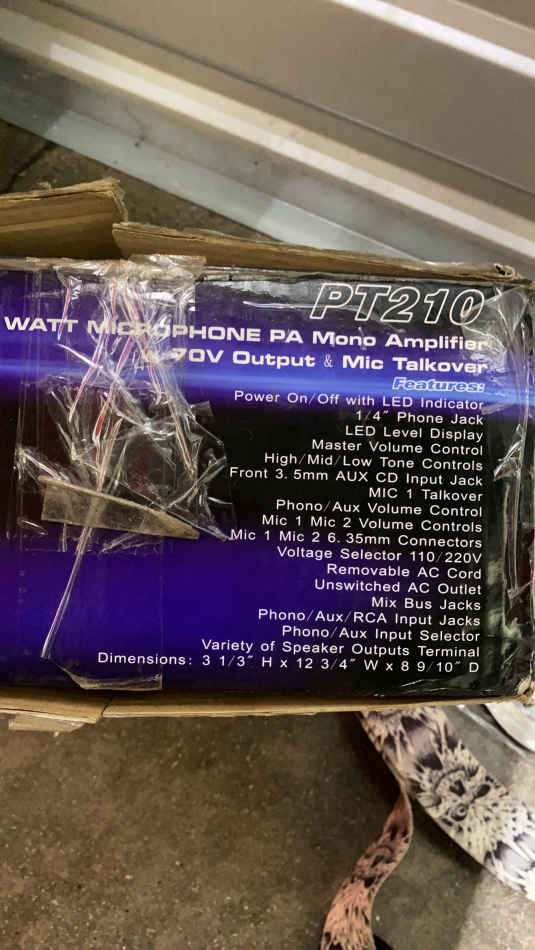 PT210
WATT MICROPHONE PA Mono Amplifier
70V Output & Mic Talkover
Features:
Power On/Off with LED Indicator
1/4″ Phone Jack
LED Level Display
Master Volume Control
High/Mid/Low Tone Controls
Front 3.5mm AUX CD Input Jack
MIC 1 Talkover
Phono/Aux Volume Control
Mic 1 Mic 2 Volume Controls
Mic 1 Mic 2 6.35mm Connectors
Voltage Selector 110/220V
Removable AC Cord
Unswitched AC Outlet
Mix Bus Jacks
Phono/Aux/RCA Input Jacks
Phono/Aux Input Selector
Variety of Speaker Outputs Terminal
Dimensions: 3 1/3″ H x 12 3/4″ W x 8 9/10″ D